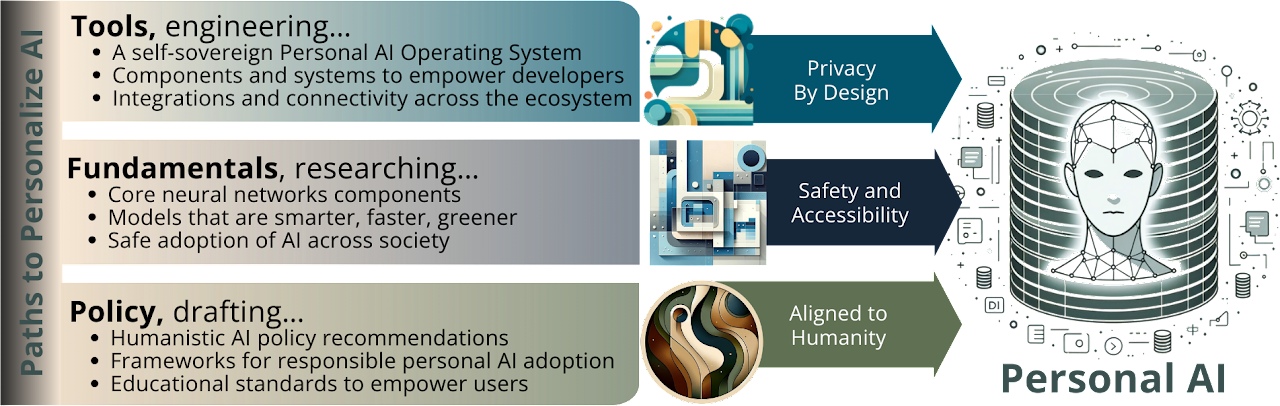 Paths to Personalize AI
Tools, engineering...
• A self-sovereign Personal AI Operating System
• Components and systems to empower developers
• Integrations and connectivity across the ecosystem
Privacy
By Design
Fundamentals, researching...
• Core neural networks components
• Models that are smarter, faster, greener
• Safe adoption of AI across society
Safety and
Accessibility
Policy, drafting...
• Humanistic AI policy recommendations
• Frameworks for responsible personal AI adoption
• Educational standards to empower users
Aligned to
Humanity
DI
Personal AI